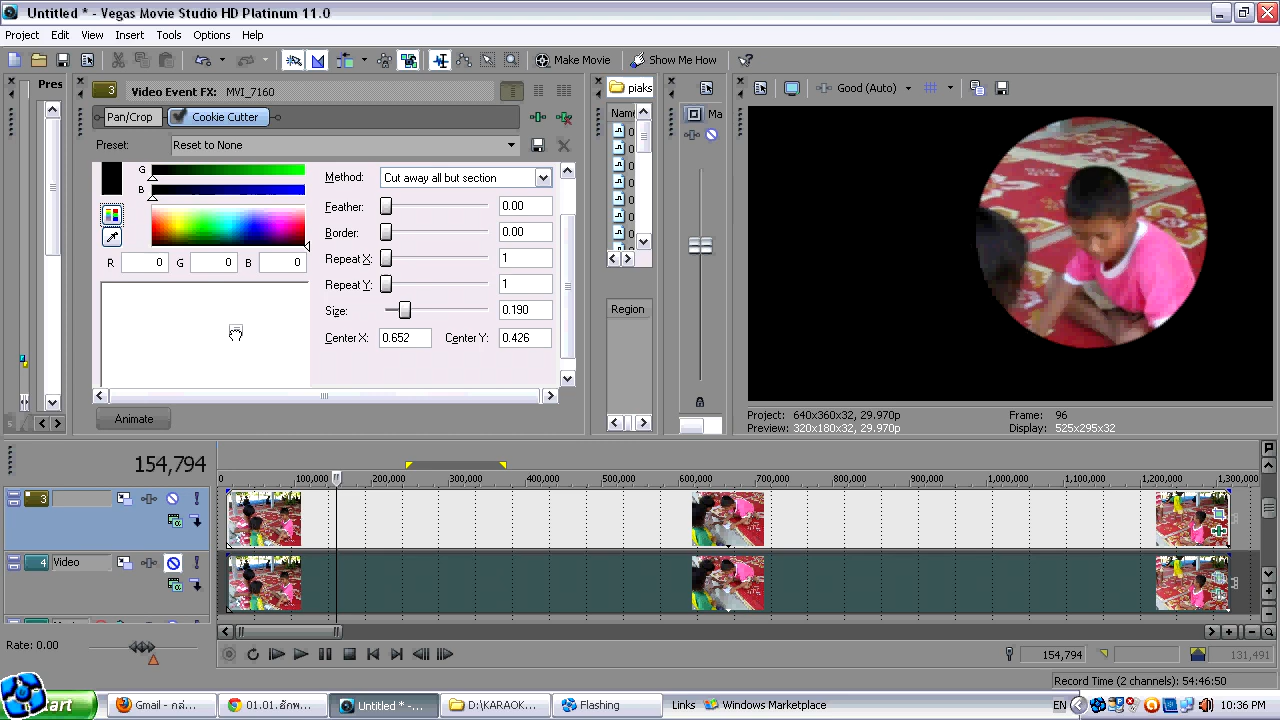 Untitled * - Vegas Movie Studio HD Platinum 11.0
Project Edit View Insert Tools Options Help
Make Movie Show Me How
Pres
3 Video Event FX: MVI_7160
Pan/Crop Cookie Cutter
Preset: Reset to None
piaks
Name
Ma
Good (Auto)
G
B
R 0 G 0 B 0
Method: Cut away all but section
Feather: 0.00
Border: 0.00
Repeat X: 1
Repeat Y: 1
Size: 0.190
Center X: 0.652 Center Y: 0.426
Animate
Region
Project: 640x360x32, 29.970p Frame: 96
Preview: 320x180x32, 29.970p Display: 525x295x32
154,794
0 100,000 200,000 300,000 400,000 500,000 600,000 700,000 800,000 900,000 1,000,000 1,100,000 1,200,000 1,300,000
3
4 Video
Rate: 0.00
154,794 131,491
Record Time (2 channels): 54:46:50
start Untitled * -... Flashing Links Windows Marketplace EN 10:36 PM